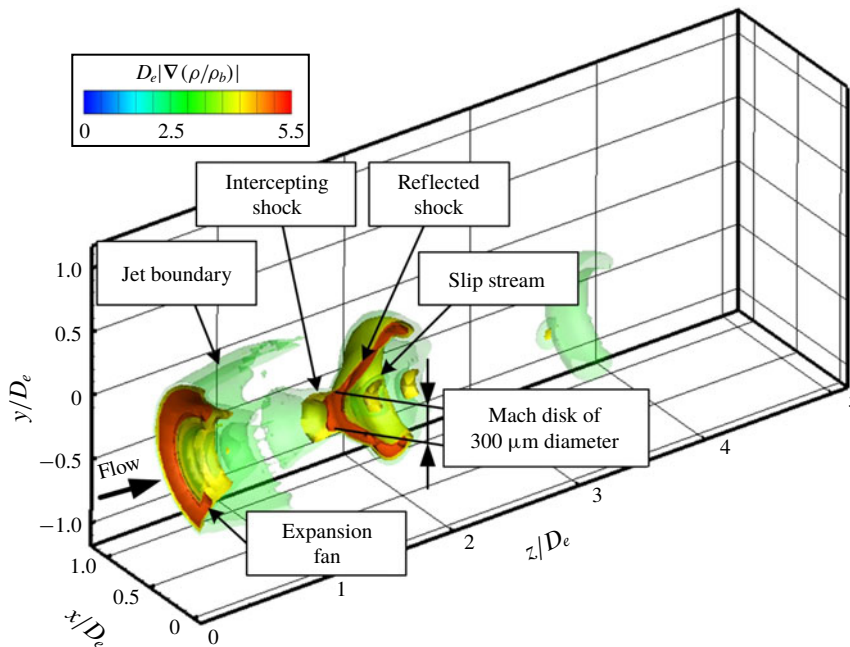 D_e|∇(ρ/ρ_b)|
0 2.5 5.5
Intercepting
shock
Reflected
shock
Jet boundary
Slip stream
Mach disk of
300 μm diameter
Expansion
fan
Flow
y/D_e
1.0
0.5
0
−0.5
−1.0
x/D_e
1.0
0.5
0
z/D_e
0
1
2
3
4
5